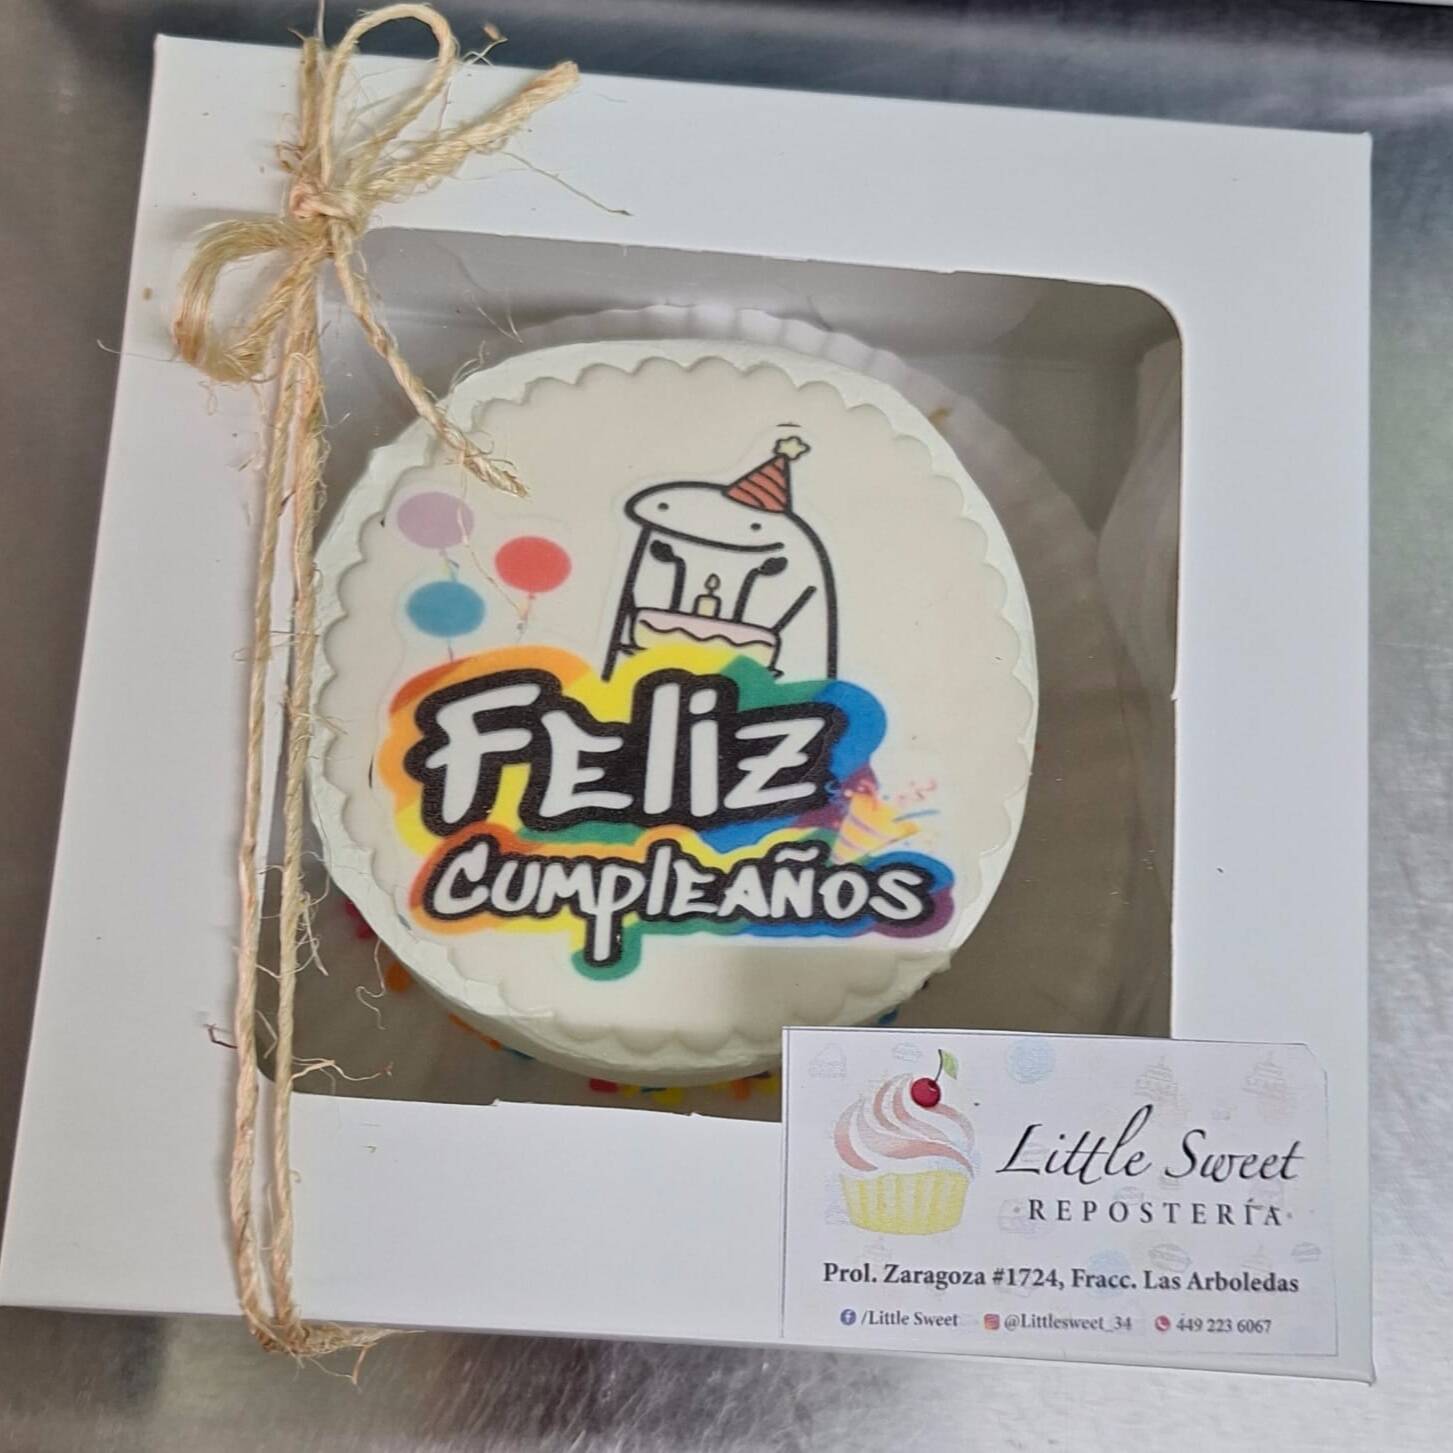 Feliz
Cumpleaños
Little Sweet
REPOSTERÍA
Prol. Zaragoza #1724, Fracc. Las Arboledas
/Little Sweet @Littlesweet_34 449 223 6067